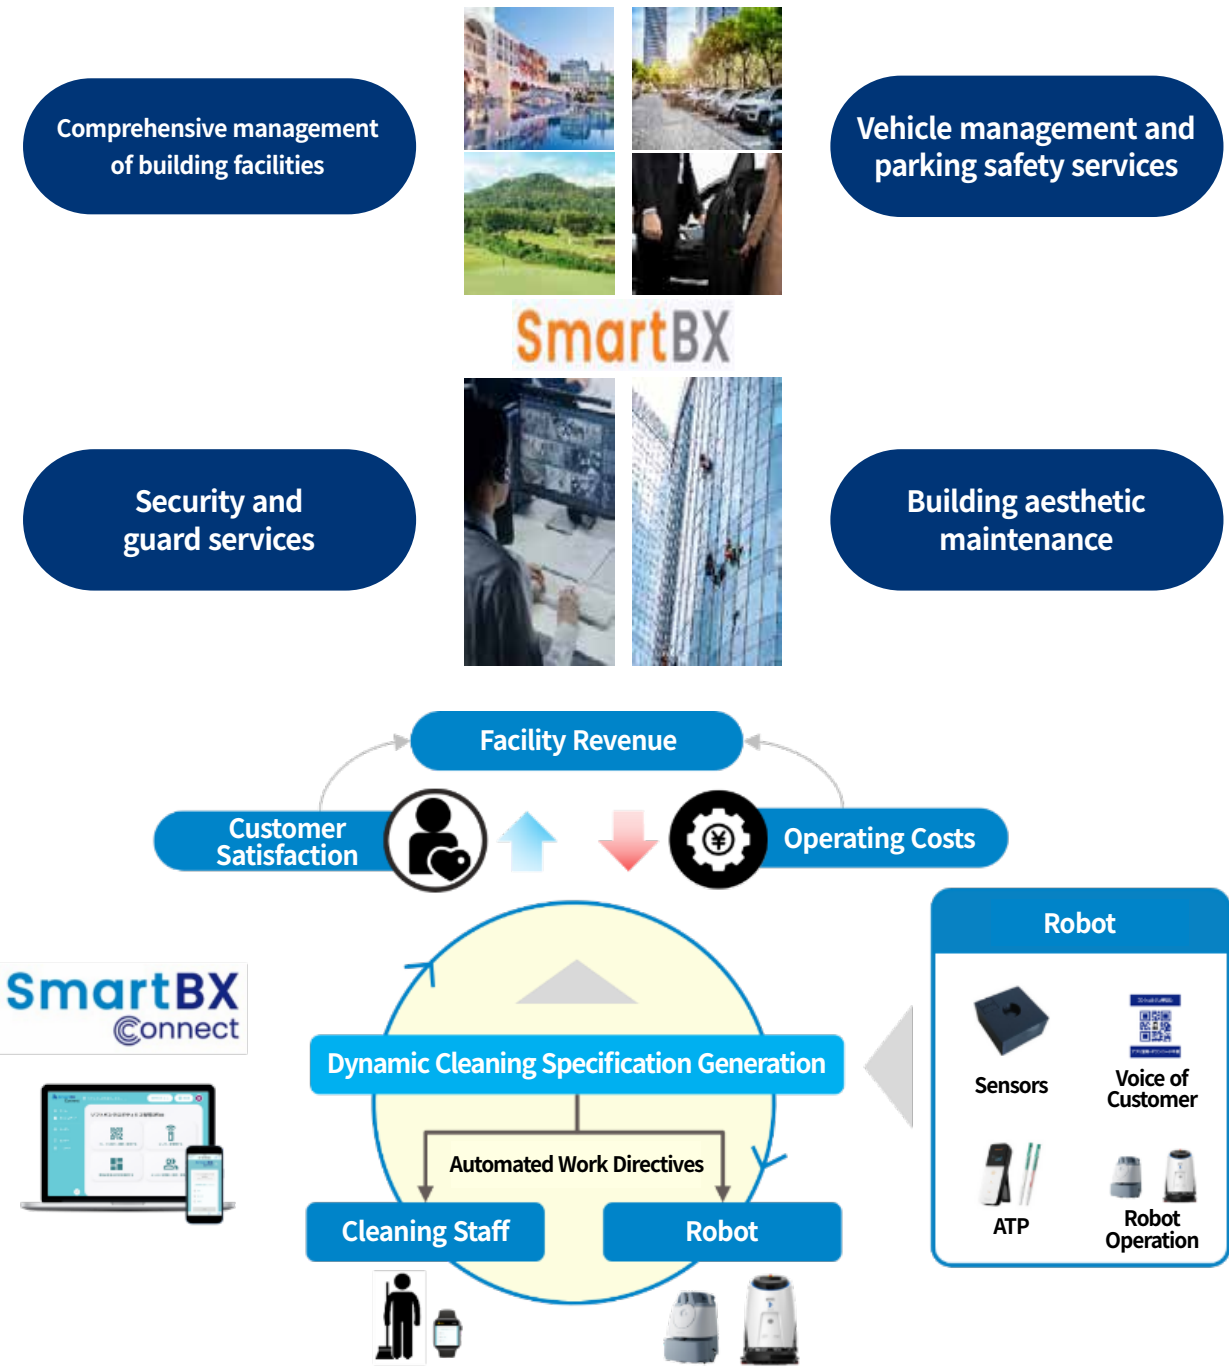 Comprehensive management
of building facilities
Vehicle management and
parking safety services
SmartBX
Security and
guard services
Building aesthetic
maintenance
Facility Revenue
Customer
Satisfaction
¥
Operating Costs
SmartBX
Connect
Dynamic Cleaning Specification Generation
Automated Work Directives
Cleaning Staff
Robot
Robot
Sensors
Voice of
Customer
ATP
Robot
Operation